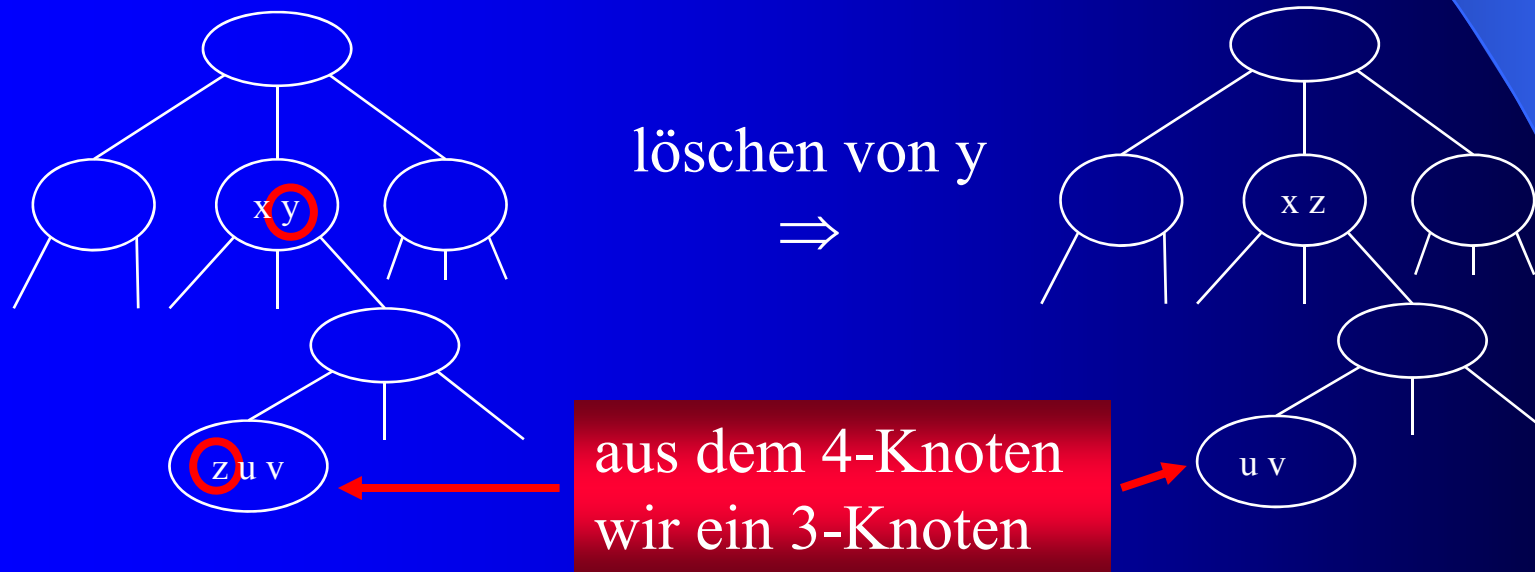 x y
löschen von y
⇒
x z
z u v
aus dem 4-Knoten
wir ein 3-Knoten
u v